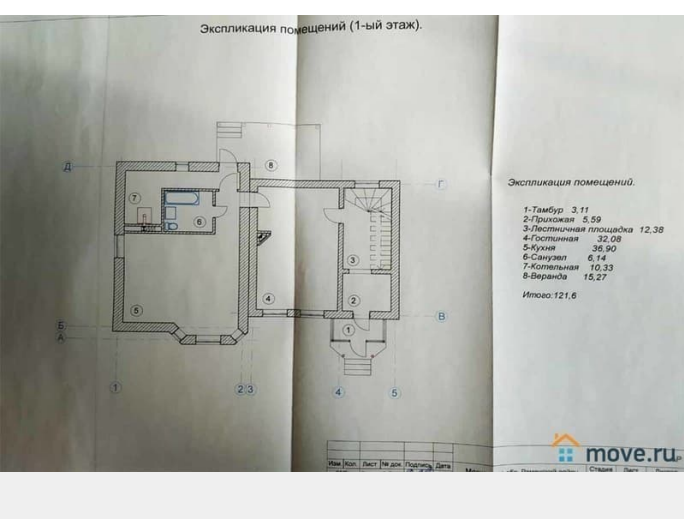 Экспликация помещений (1-ый этаж).
Экспликация помещений.
1-Тамбур 3,11
2-Прихожая 5,59
3-Лестничная площадка 12,38
4-Гостинная 32,08
5-Кухня 36,90
6-Санузел 6,14
7-Котельная 10,33
8-Веранда 15,27
Итого:121,6
8
Д
Г
7
6
3
4
2
5
1
Б
А
В
1
2
3
4
5
Изм. Кол. Лист № док. Подпись Дата
Стадия Лист
move.ru